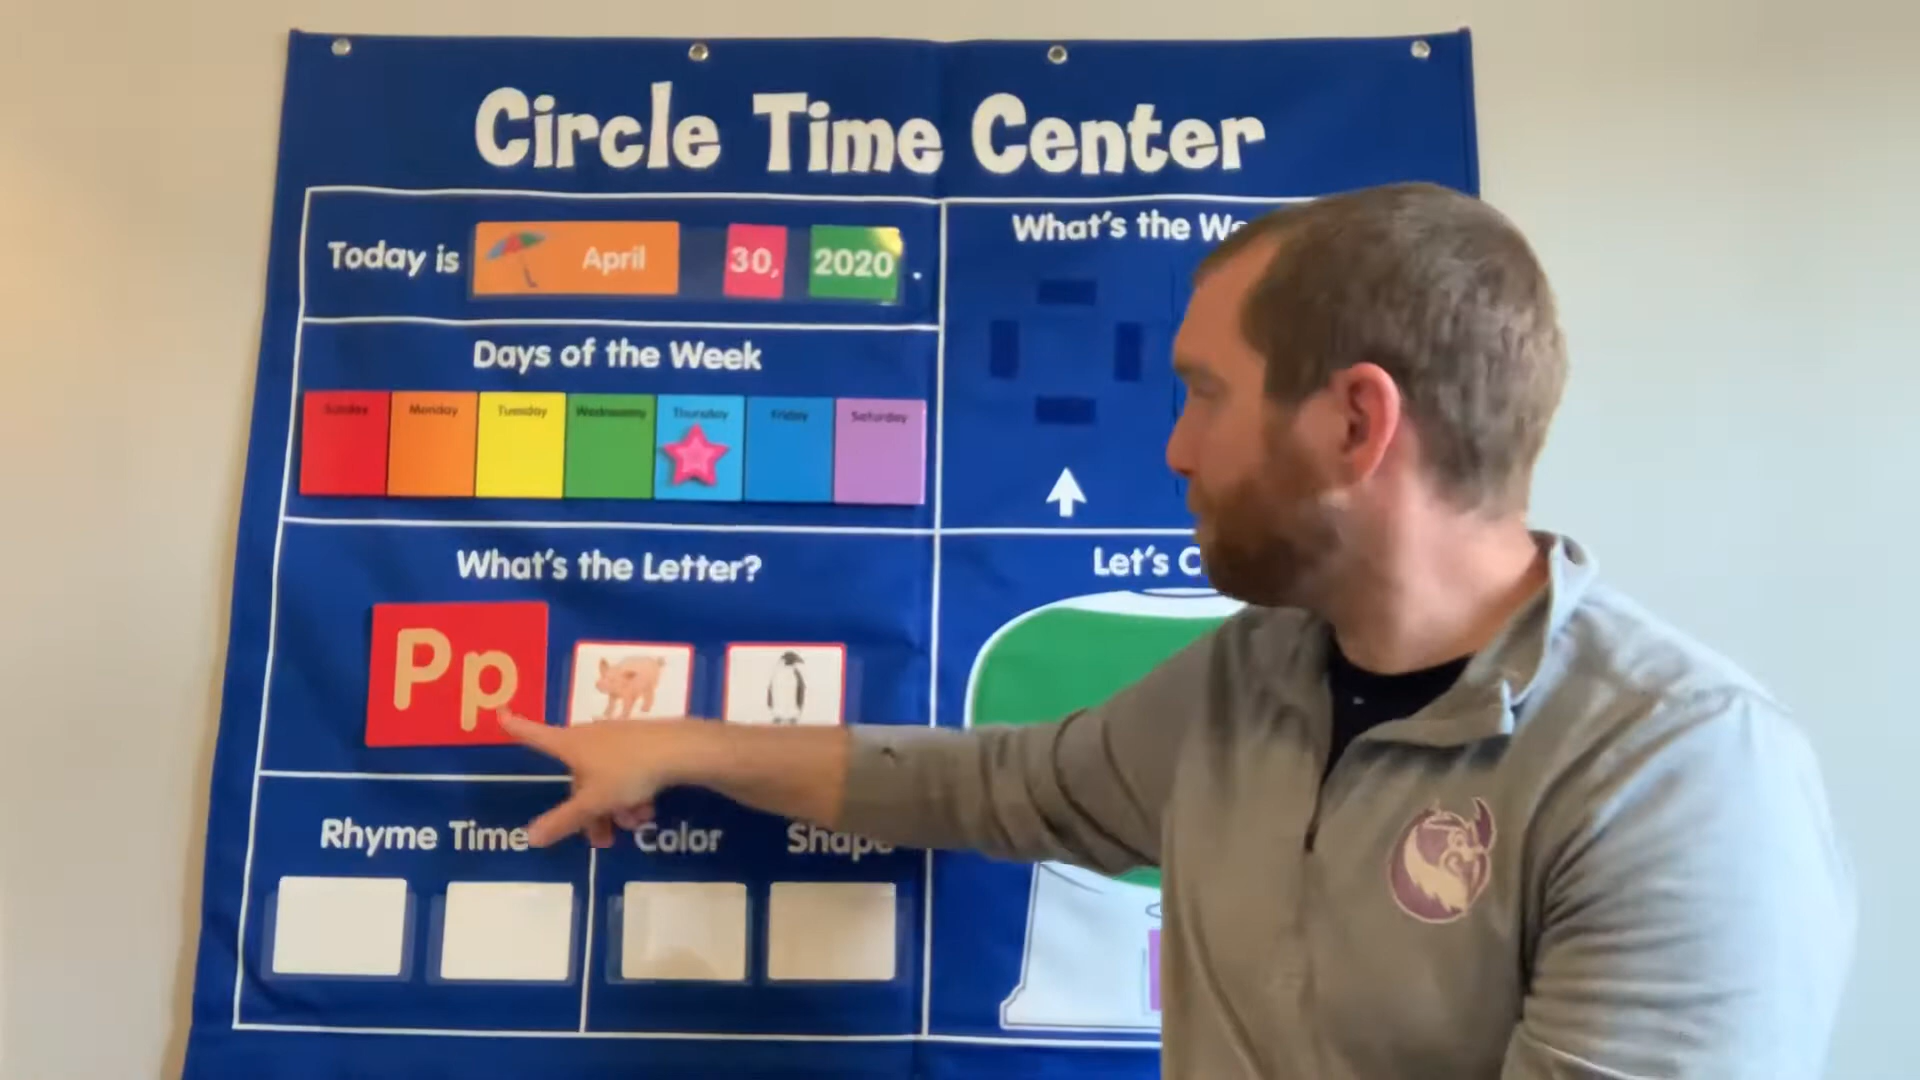 Circle Time Center
Today is April 30, 2020.
Days of the Week
Sunday Monday Tuesday Wednesday Thursday Friday Saturday
What's the Letter?
Pp
Rhyme Time Color Shape
What's the
Let's